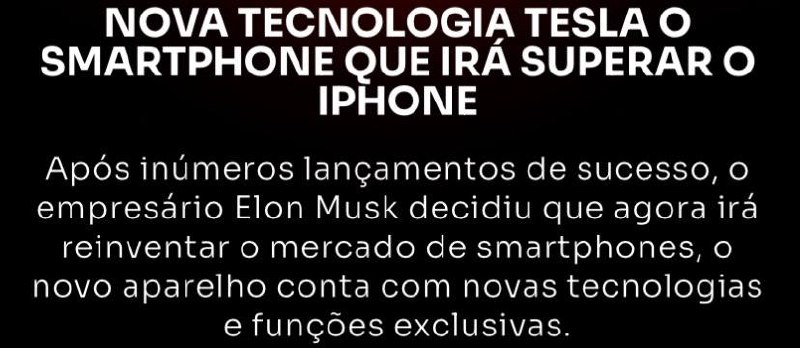 NOVA TECNOLOGIA TESLA O
SMARTPHONE QUE IRÁ SUPERAR O
IPHONE
Após inúmeros lançamentos de sucesso, o
empresário Elon Musk decidiu que agora irá
reinventar o mercado de smartphones, o
novo aparelho conta com novas tecnologias
e funções exclusivas.